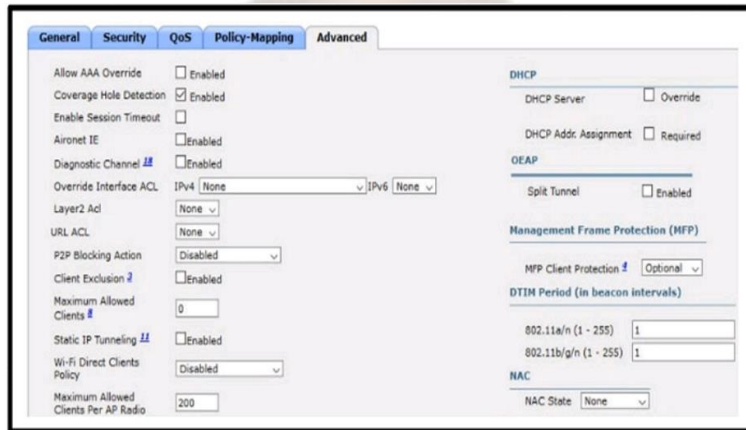 General Security QoS Policy-Mapping Advanced
Allow AAA Override Enabled
Coverage Hole Detection Enabled
Enable Session Timeout
Aironet IE Enabled
Diagnostic Channel 18 Enabled
Override Interface ACL IPv4 None IPv6 None
Layer2 Acl None
URL ACL None
P2P Blocking Action Disabled
Client Exclusion 3 Enabled
Maximum Allowed
Clients 8 0
Static IP Tunneling 11 Enabled
Wi-Fi Direct Clients
Policy Disabled
Maximum Allowed
Clients Per AP Radio 200
DHCP
DHCP Server Override
DHCP Addr. Assignment Required
OEAP
Split Tunnel Enabled
Management Frame Protection (MFP)
MFP Client Protection 4 Optional
DTIM Period (in beacon intervals)
802.11a/n (1 - 255) 1
802.11b/g/n (1 - 255) 1
NAC
NAC State None